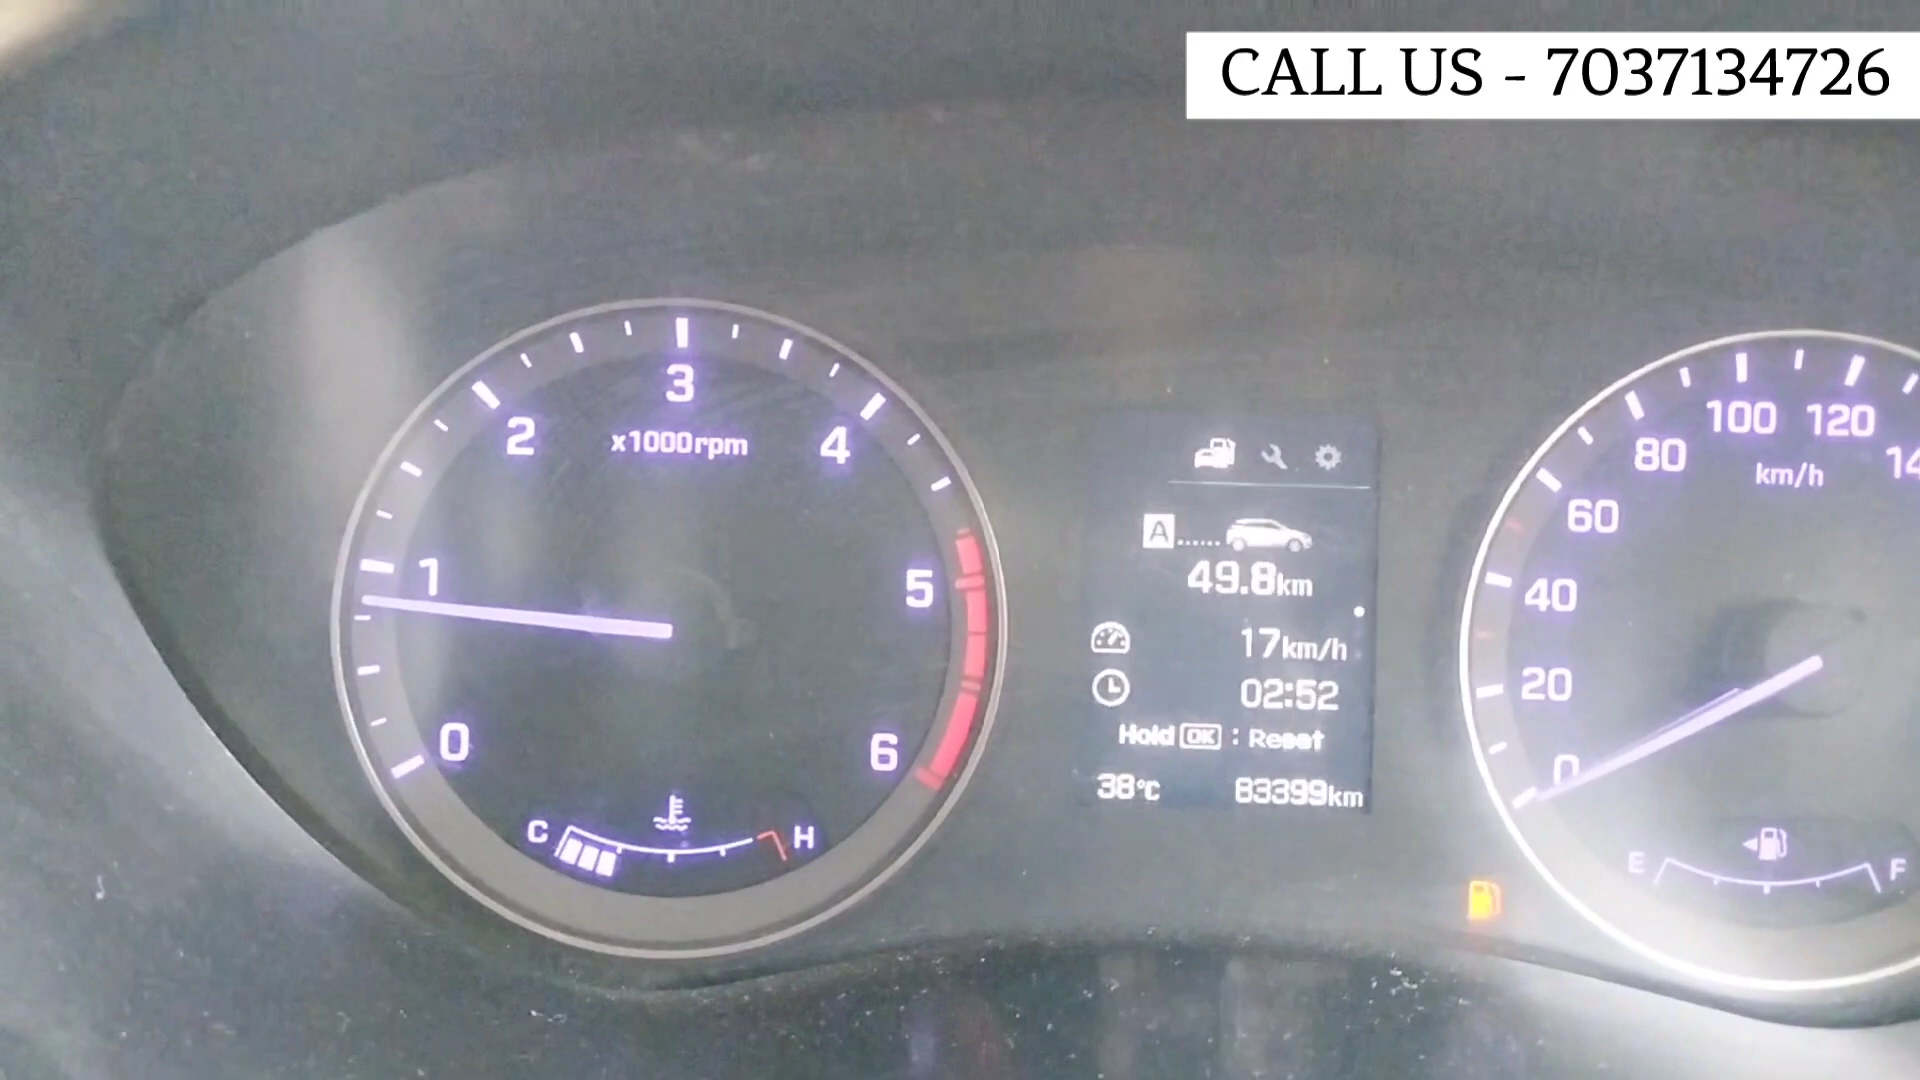 CALL US - 7037134726
0
1
2
3
4
5
6
x1000rpm
C
H
A
49.8km
17km/h
02:52
Hold OK : Reset
38°C 83399km
0
20
40
60
80
100
120
km/h
E
F